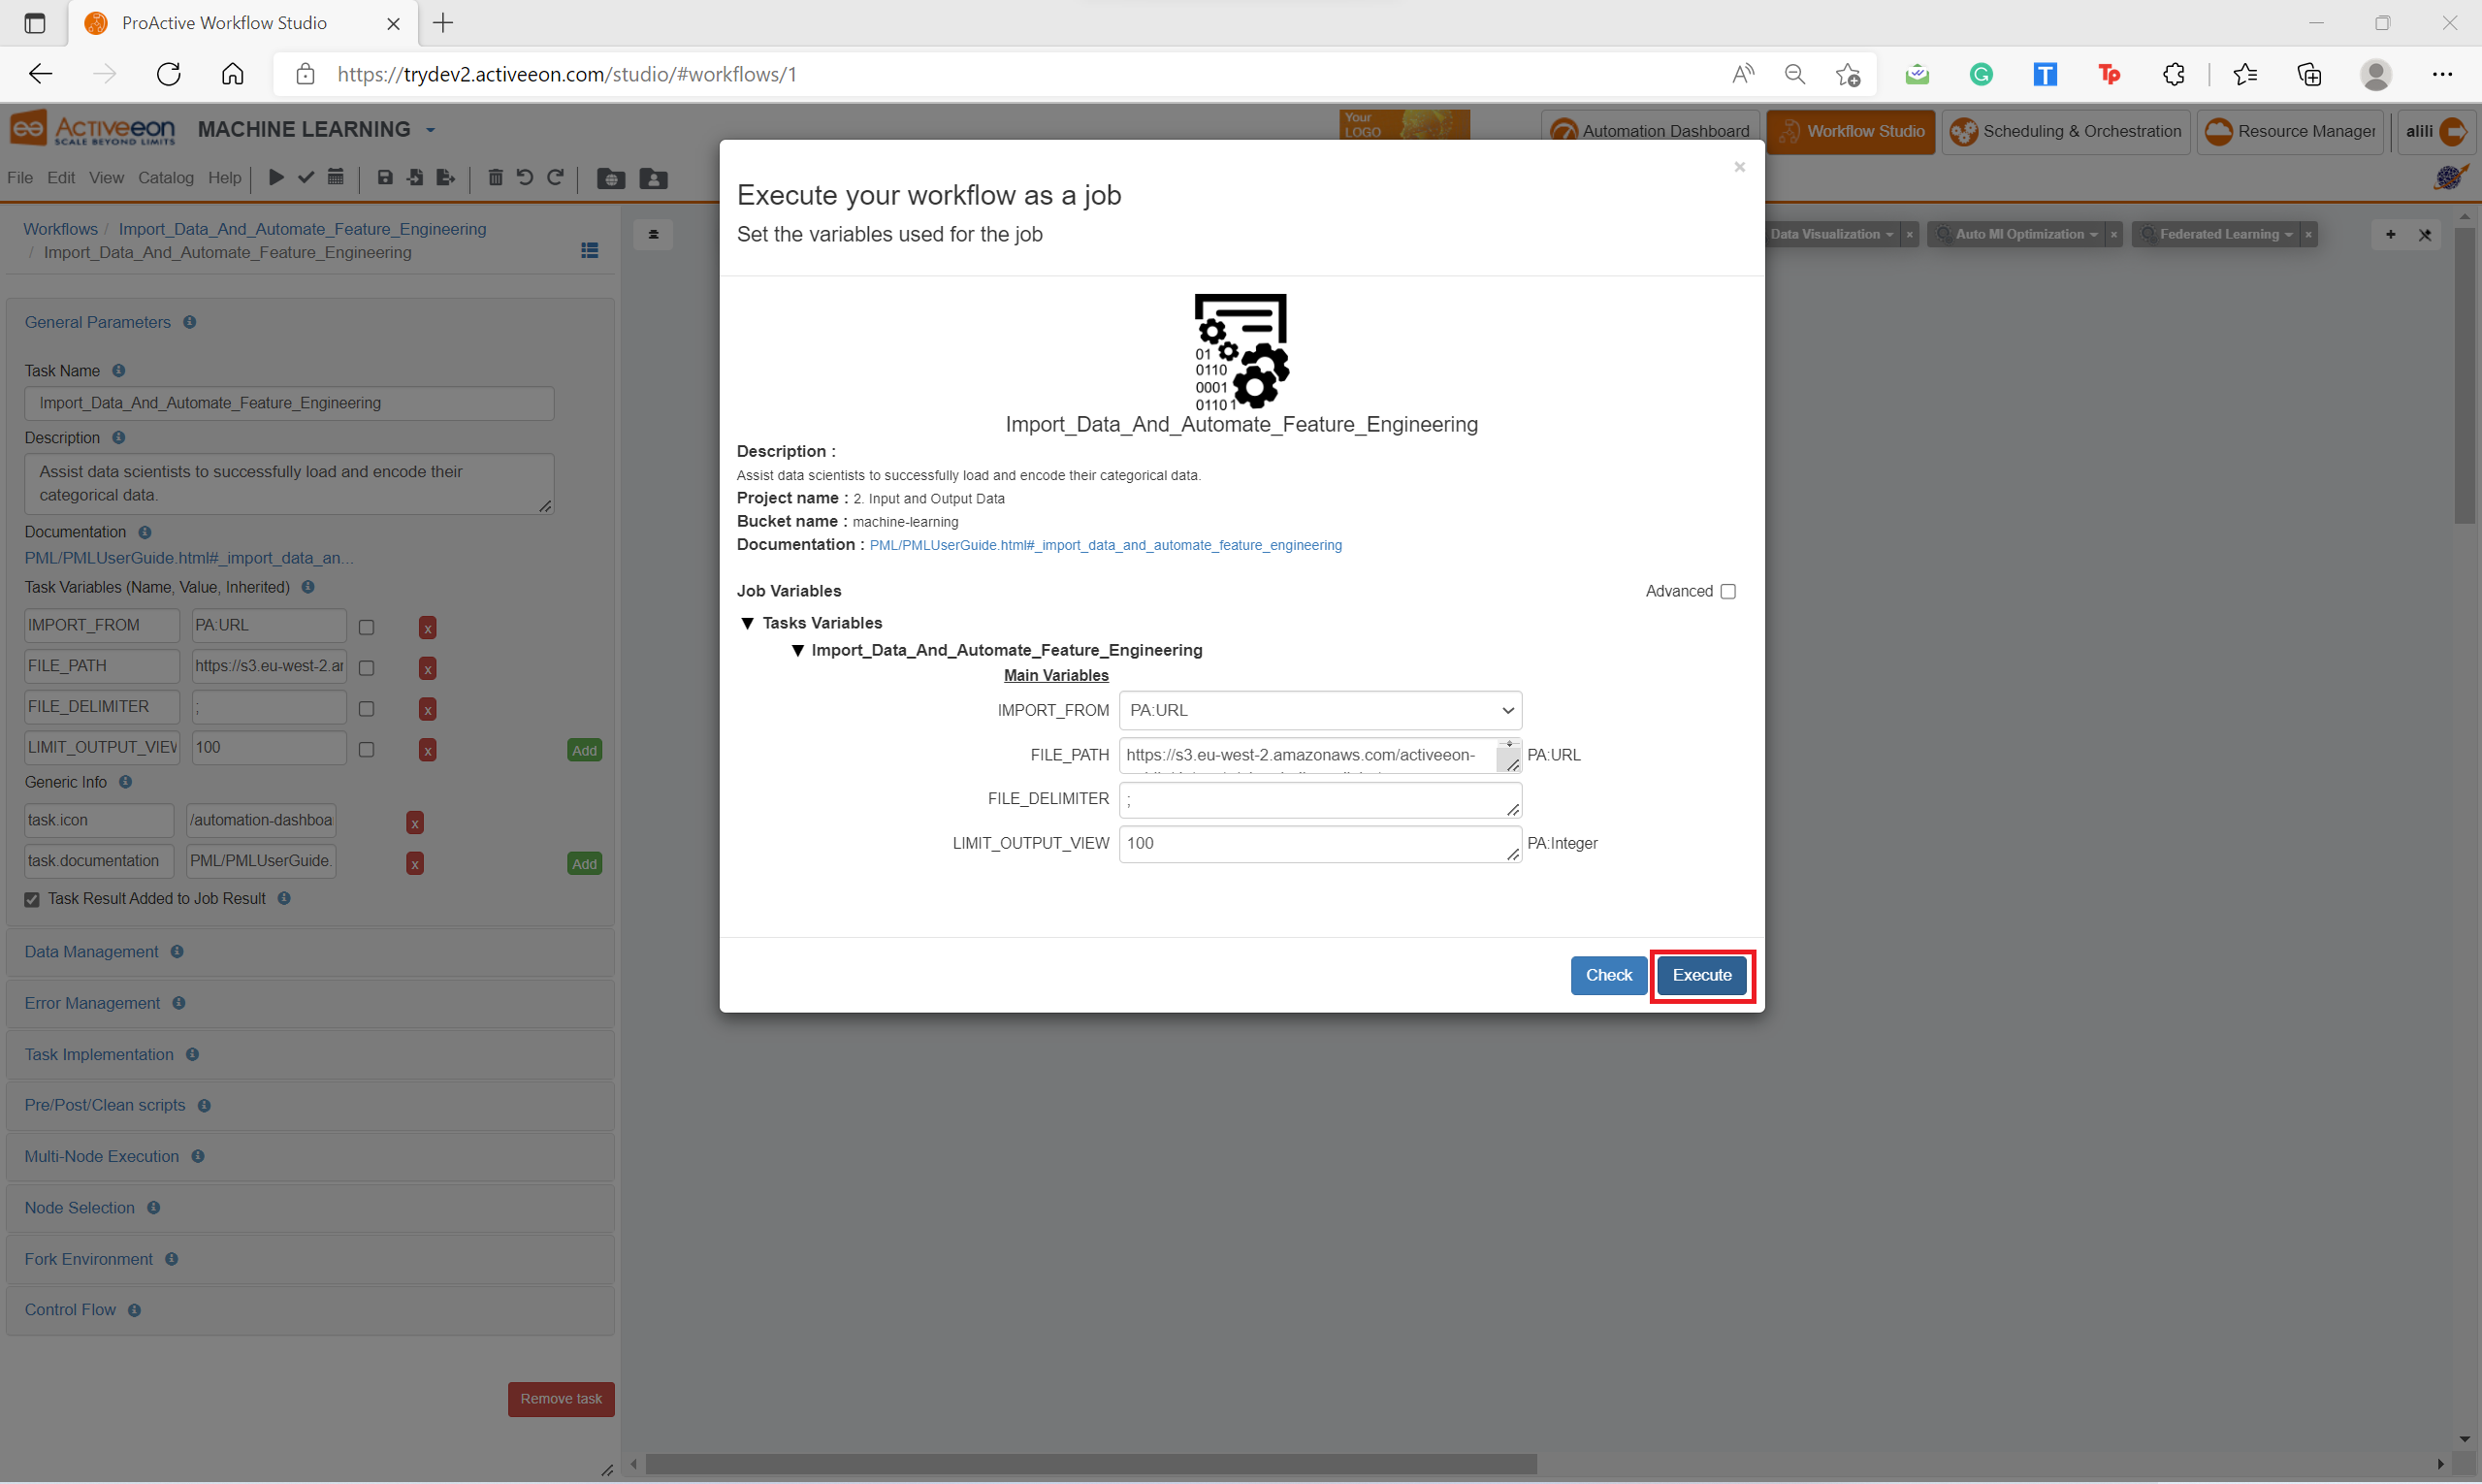 ProActive Workflow Studio
https://trydev2.activeeon.com/studio/#workflows/1
Activeeon
SCALE BEYOND LIMITS
MACHINE LEARNING
Your
LOGO
Automation Dashboard
Workflow Studio
Scheduling & Orchestration
Resource Manager
alili
File Edit View Catalog Help
Workflows / Import_Data_And_Automate_Feature_Engineering
/ Import_Data_And_Automate_Feature_Engineering
Data Visualization
Auto Ml Optimization
Federated Learning
General Parameters
Task Name
Import_Data_And_Automate_Feature_Engineering
Description
Assist data scientists to successfully load and encode their
categorical data.
Documentation
PML/PMLUserGuide.html#_import_data_an...
Task Variables (Name, Value, Inherited)
IMPORT_FROM PA:URL x
FILE_PATH https://s3.eu-west-2.ar x
FILE_DELIMITER ; x
LIMIT_OUTPUT_VIEW 100 x Add
Generic Info
task.icon /automation-dashboa x
task.documentation PML/PMLUserGuide. x Add
Task Result Added to Job Result
Data Management
Error Management
Task Implementation
Pre/Post/Clean scripts
Multi-Node Execution
Node Selection
Fork Environment
Control Flow
Remove task
Execute your workflow as a job
Set the variables used for the job
01
0110
0001
01101
Import_Data_And_Automate_Feature_Engineering
Description :
Assist data scientists to successfully load and encode their categorical data.
Project name : 2. Input and Output Data
Bucket name : machine-learning
Documentation : PML/PMLUserGuide.html#_import_data_and_automate_feature_engineering
Job Variables
Advanced
Tasks Variables
Import_Data_And_Automate_Feature_Engineering
Main Variables
IMPORT_FROM PA:URL
FILE_PATH https://s3.eu-west-2.amazonaws.com/activeeon- PA:URL
FILE_DELIMITER ;
LIMIT_OUTPUT_VIEW 100 PA:Integer
Check Execute